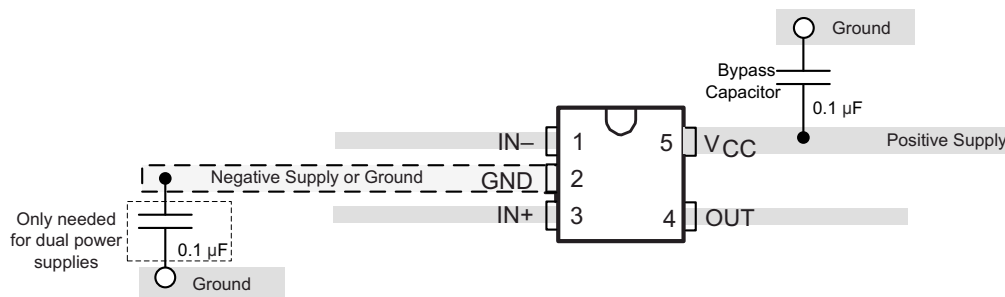 Ground
Bypass
Capacitor
0.1 µF
IN– 1 5 VCC Positive Supply
Negative Supply or Ground GND 2
IN+ 3 4 OUT
Only needed
for dual power
supplies
0.1 µF
Ground